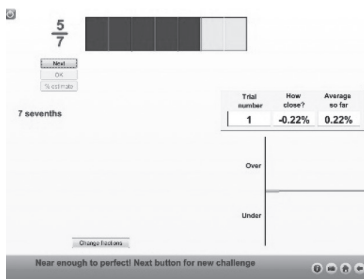 5
7
Next
OK
% estimate
7 sevenths
Trial number
How close?
Average so far
1
-0.22%
0.22%
Over
Under
Change fractions
Near enough to perfect! Next button for new challenge